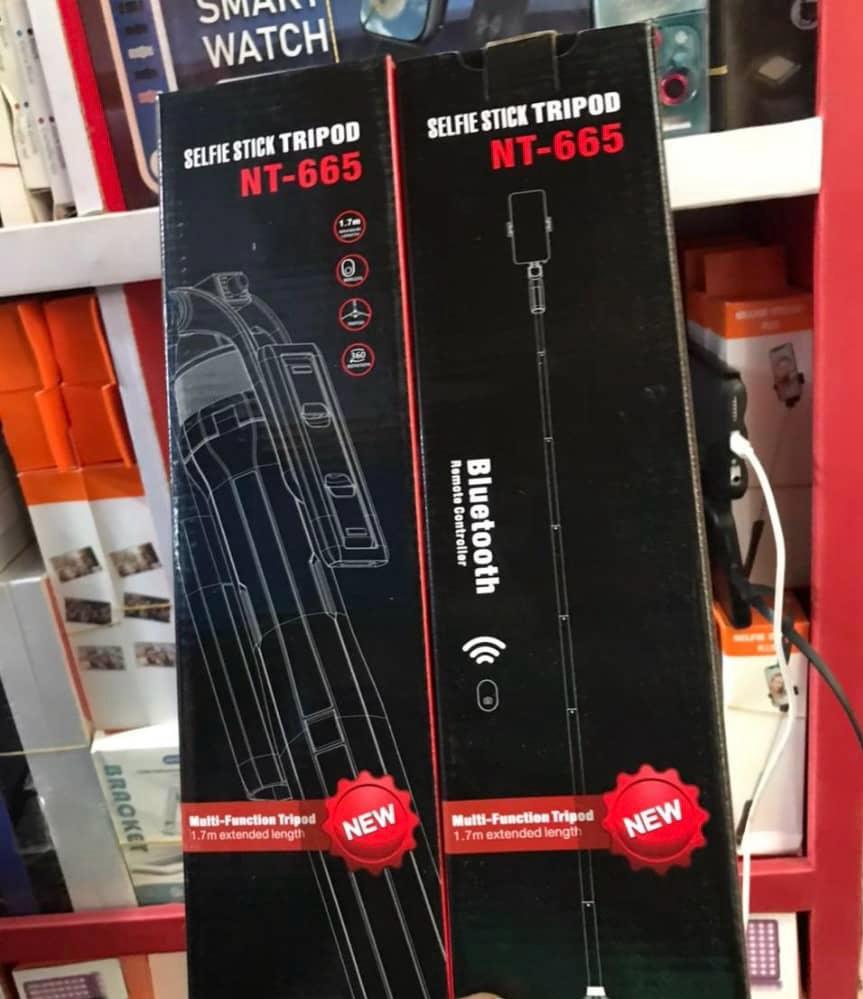 SMART
WATCH
SELFIE STICK TRIPOD
NT-665
1.7m
360
Multi-Function Tripod
1.7m extended length
NEW
SELFIE STICK TRIPOD
NT-665
Bluetooth
Remote Controller
Multi-Function Tripod
1.7m extended length
NEW
BRACKET